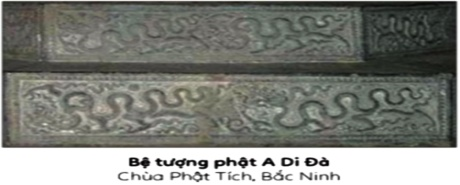 Bệ tượng phật A Di Đà
Chùa Phật Tích, Bắc Ninh